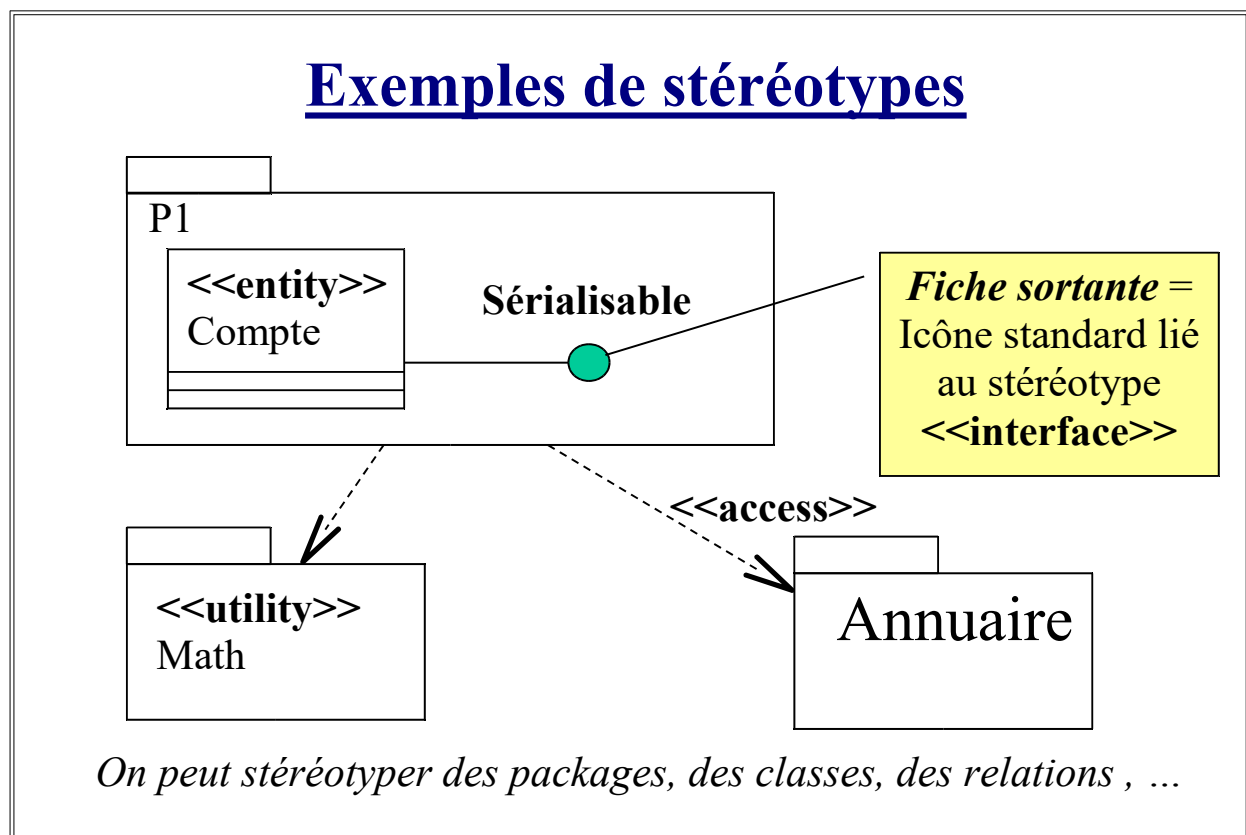 Exemples de stéréotypes
P1
<<entity>>
Compte
Sérialisable
Fiche sortante =
Icône standard lié
au stéréotype
<<interface>>
<<access>>
<<utility>>
Math
Annuaire
On peut stéréotyper des packages, des classes, des relations , ...